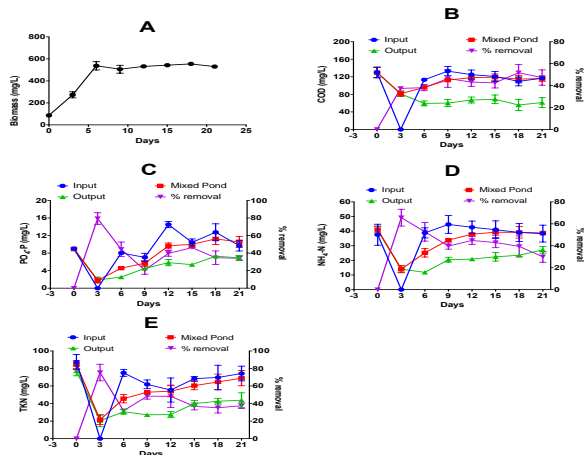 A
Biomass (mg/L)
800
600
400
200
0
0 5 10 15 20 25
Days
B
Input
Mixed Pond
Output
% removal
COD (mg/L)
200
160
120
80
40
0
80
60
40
20
0
% removal
-3 0 3 6 9 12 15 18 21
Days
C
Input
Mixed Pond
Output
% removal
PO4-P (mg/L)
20
16
12
8
4
0
100
80
60
40
20
0
% removal
-3 0 3 6 9 12 15 18 21
Days
D
Input
Mixed Pond
Output
% removal
NH4-N (mg/L)
60
50
40
30
20
10
0
80
60
40
20
0
% removal
-3 0 3 6 9 12 15 18 21
Days
E
Input
Mixed Pond
Output
% removal
TKN (mg/L)
100
80
60
40
20
0
100
80
60
40
20
0
% removal
-3 0 3 6 9 12 15 18 21
Days